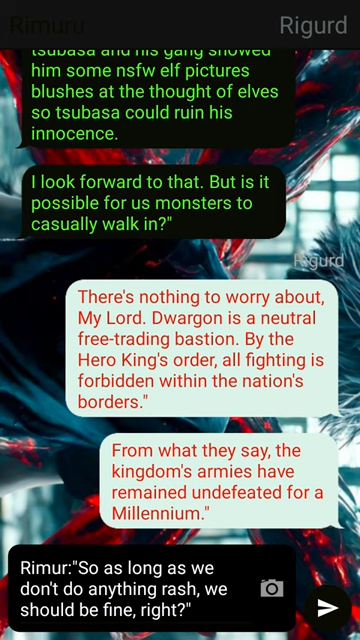 Rimuru
Rigurd
tsubasa and his gang showed
him some nsfw elf pictures
blushes at the thought of elves
so tsubasa could ruin his
innocence.
I look forward to that. But is it
possible for us monsters to
casually walk in?"
Rigurd
There's nothing to worry about,
My Lord. Dwargon is a neutral
free-trading bastion. By the
Hero King's order, all fighting is
forbidden within the nation's
borders."
From what they say, the
kingdom's armies have
remained undefeated for a
Millennium."
Rimur:"So as long as we
don't do anything rash, we
should be fine, right?"